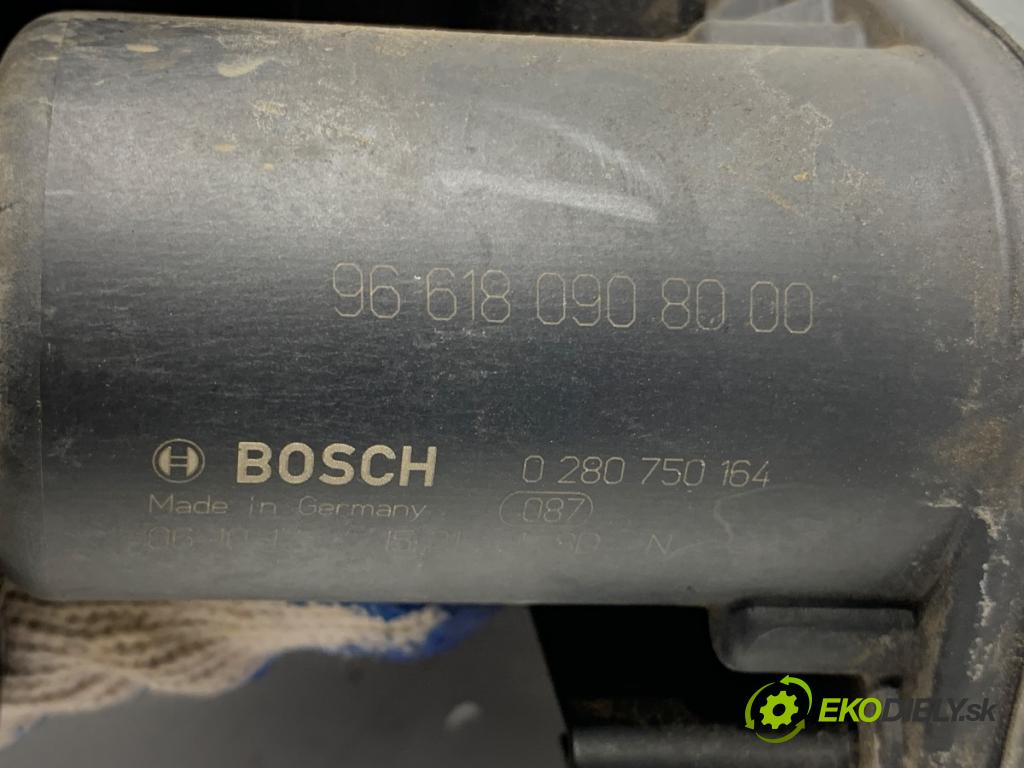 96 618 090 80 00
BOSCH 0 280 750 164
Made in Germany 087
N
EKODIELY.sk